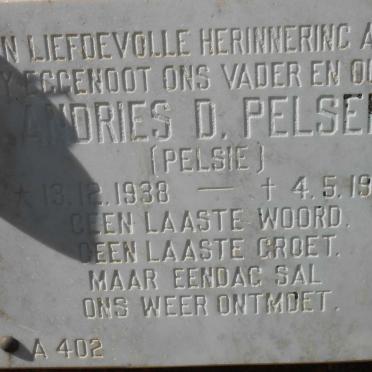 N LIEFDEVOLLE HERINNERING A
Y EGGENOOT ONS VADER EN OU
ANDRIES D. PELSE
(PELSIE)
* 13.12.1938 — † 4.5.19
GEEN LAASTE WOORD.
GEEN LAASTE GROET.
MAAR EENDAG SAL
ONS WEER ONTMOET.
A 402